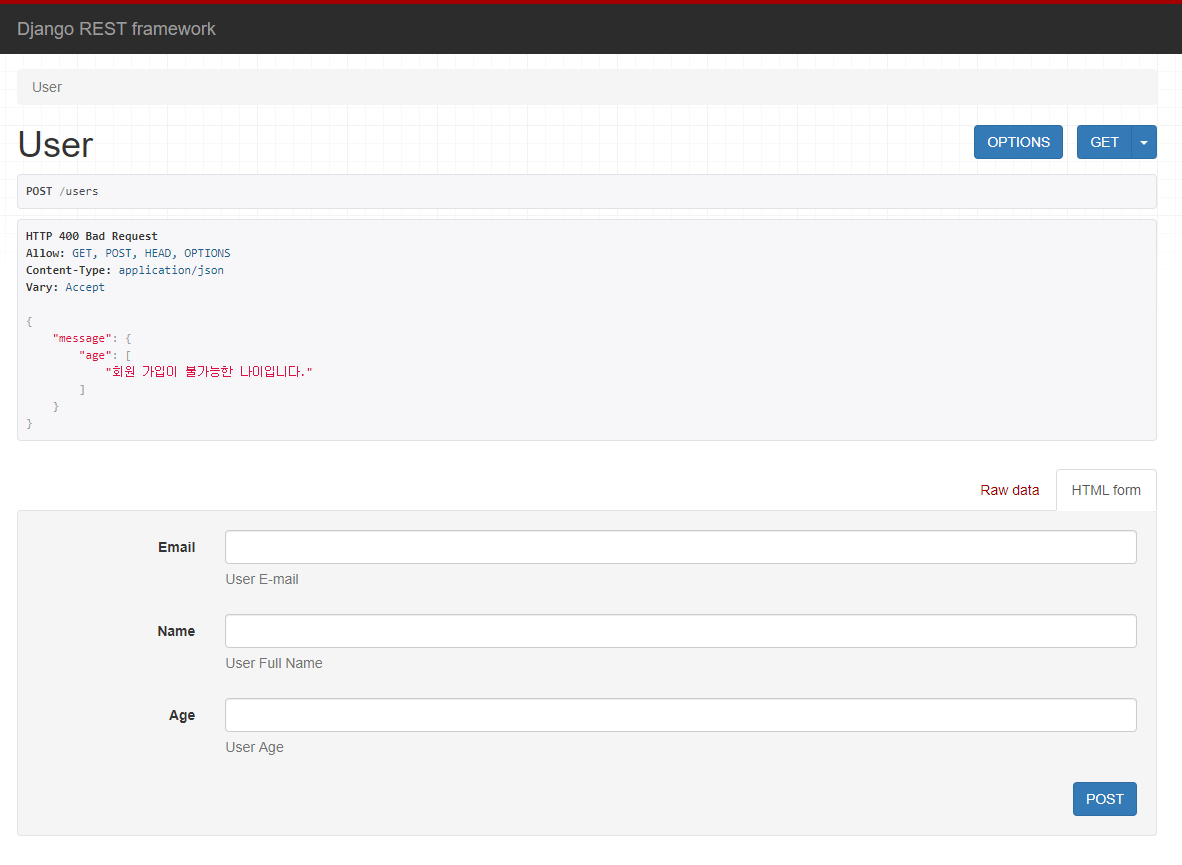 Django REST framework
User
User
OPTIONS
GET
POST /users
HTTP 400 Bad Request
Allow: GET, POST, HEAD, OPTIONS
Content-Type: application/json
Vary: Accept
{
    "message": {
        "age": [
            "회원 가입이 불가능한 나이입니다."
        ]
    }
}
Raw data
HTML form
Email
User E-mail
Name
User Full Name
Age
User Age
POST